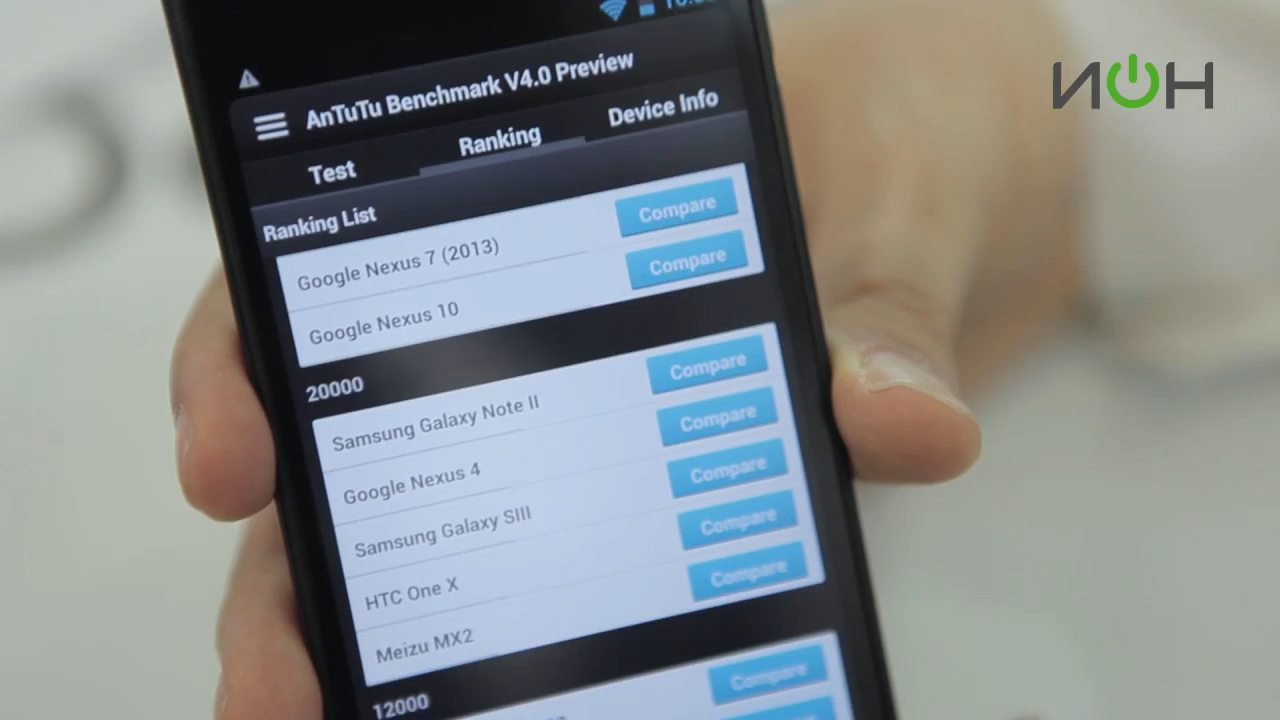 ИОН
AnTuTu Benchmark V4.0 Preview
Test
Ranking
Device Info
Ranking List
Google Nexus 7 (2013)
Compare
Google Nexus 10
Compare
20000
Samsung Galaxy Note II
Compare
Google Nexus 4
Compare
Samsung Galaxy SIII
Compare
HTC One X
Compare
Meizu MX2
Compare
12000
Compare